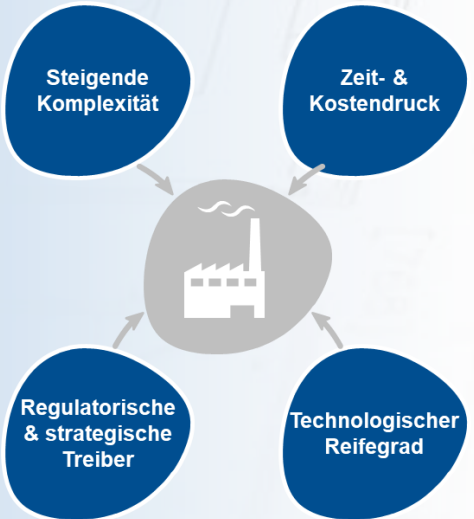 Steigende
Komplexität
Zeit- &
Kostendruck
Regulatorische
& strategische
Treiber
Technologischer
Reifegrad